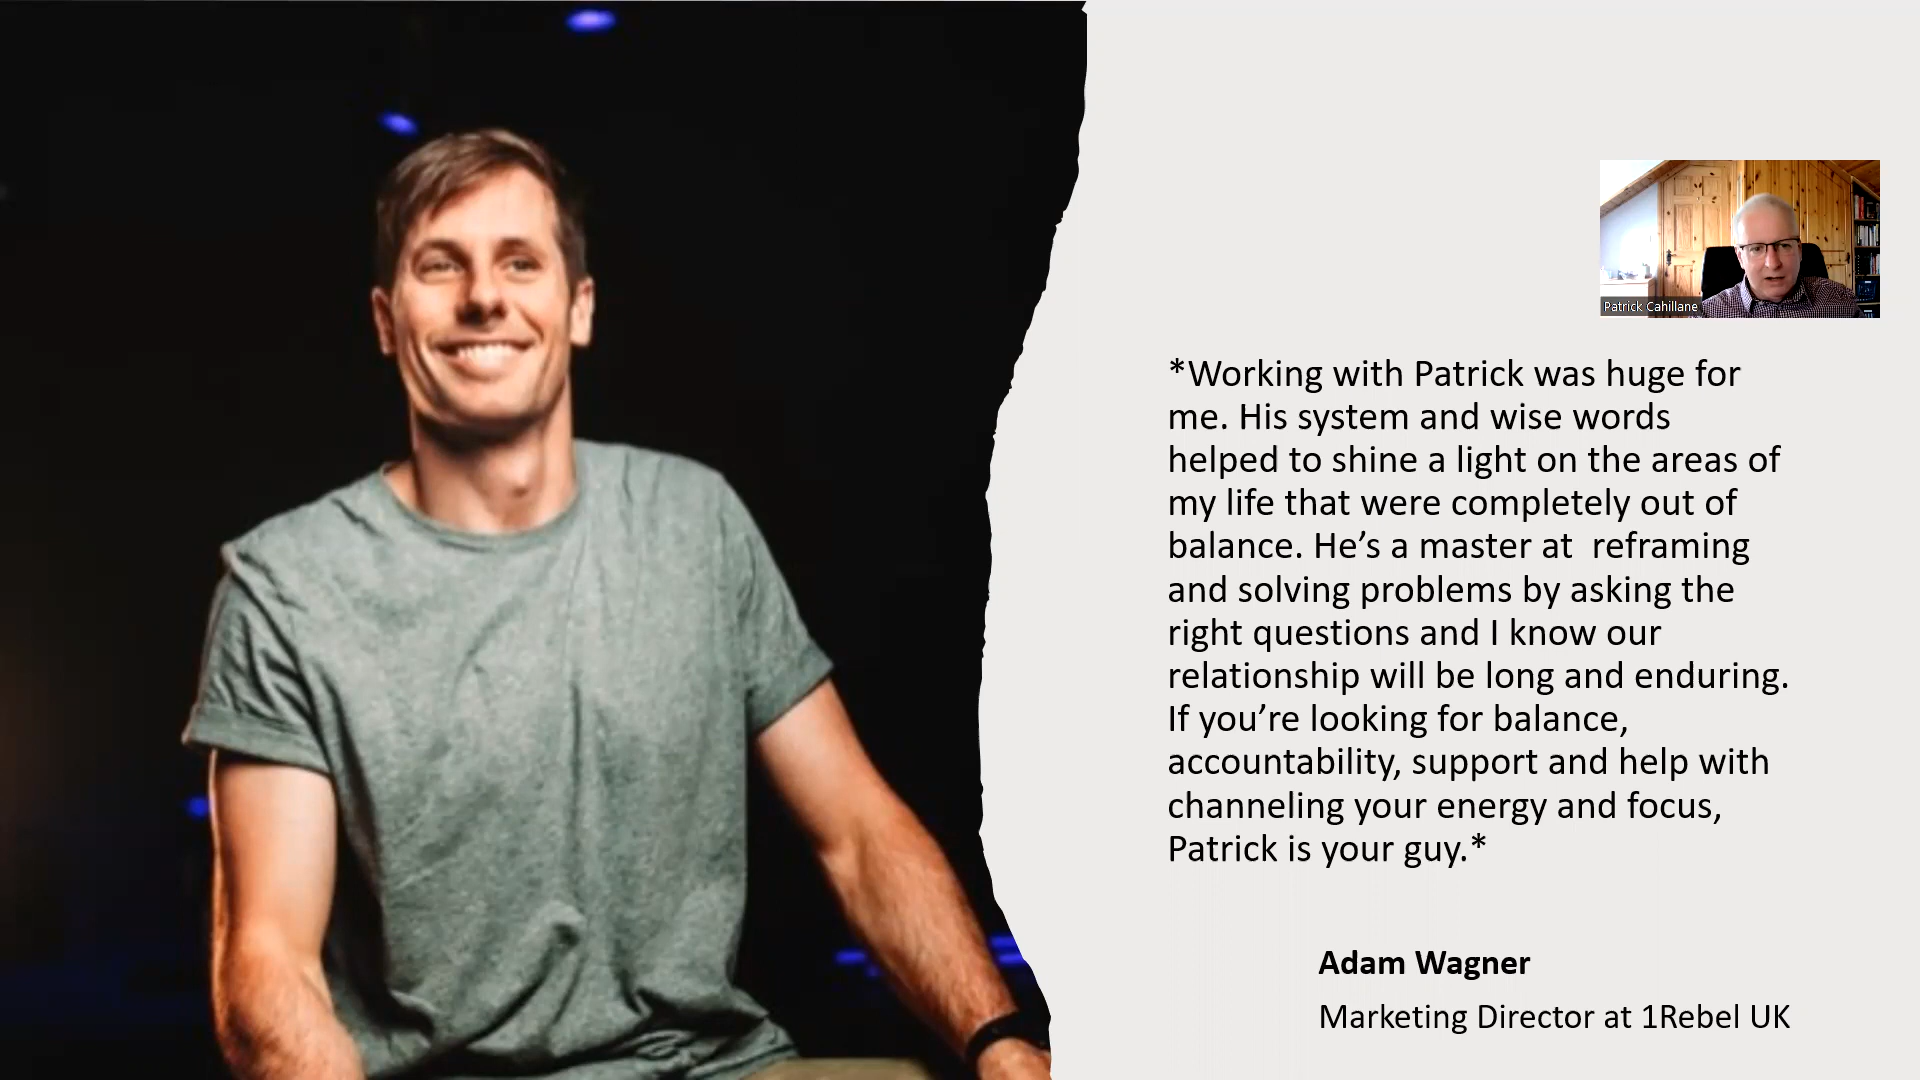 Patrick Cahillane
*Working with Patrick was huge for
me. His system and wise words
helped to shine a light on the areas of
my life that were completely out of
balance. He’s a master at  reframing
and solving problems by asking the
right questions and I know our
relationship will be long and enduring.
If you’re looking for balance,
accountability, support and help with
channeling your energy and focus,
Patrick is your guy.*
Adam Wagner
Marketing Director at 1Rebel UK